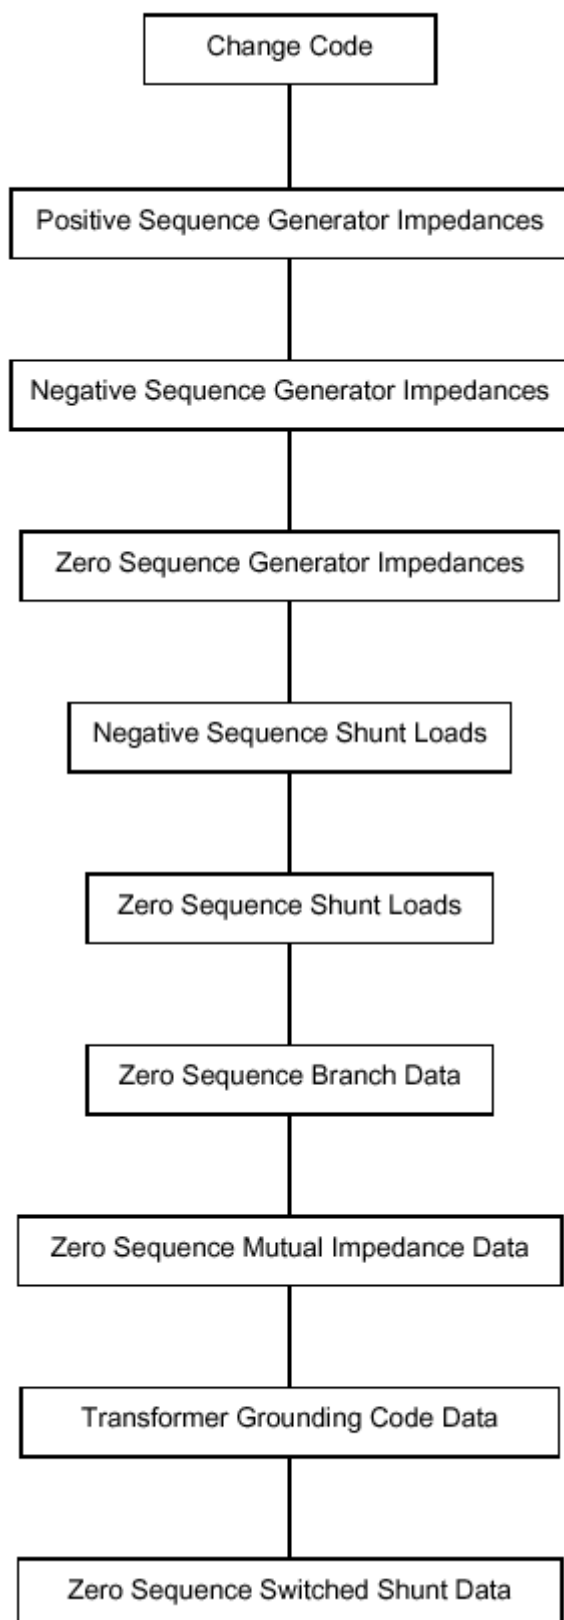 Change Code
Positive Sequence Generator Impedances
Negative Sequence Generator Impedances
Zero Sequence Generator Impedances
Negative Sequence Shunt Loads
Zero Sequence Shunt Loads
Zero Sequence Branch Data
Zero Sequence Mutual Impedance Data
Transformer Grounding Code Data
Zero Sequence Switched Shunt Data